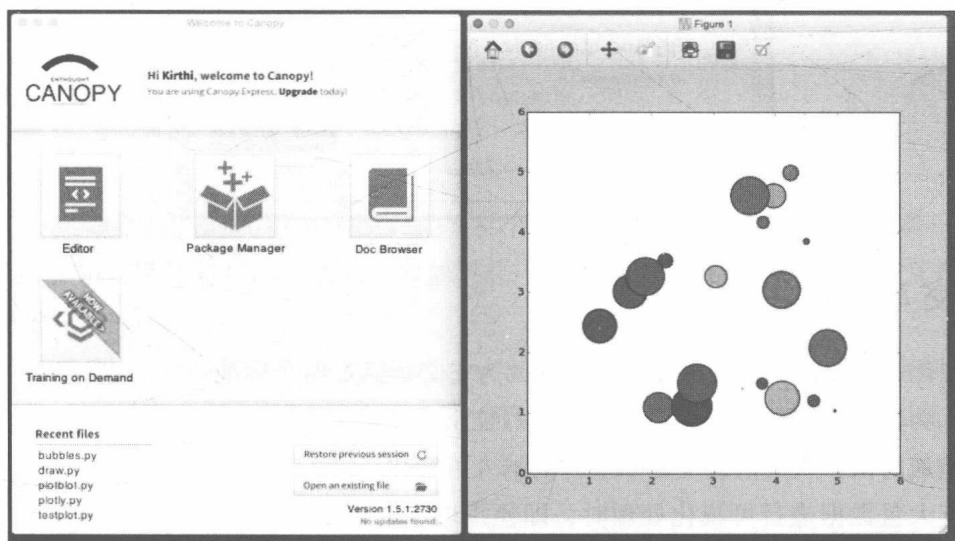 Welcome to Canopy
ENTHOUGHT
CANOPY
Hi Kirthi, welcome to Canopy!
You are using Canopy Express. Upgrade today!
Editor
Package Manager
Doc Browser
NOW AVAILABLE
Training on Demand
Recent files
bubbles.py
draw.py
plotblot.py
plotly.py
testplot.py
Restore previous session
Open an existing file
Version 1.5.1.2730
No updates found.
Figure 1
6
5
4
3
2
1
0
0
1
2
3
4
5
6